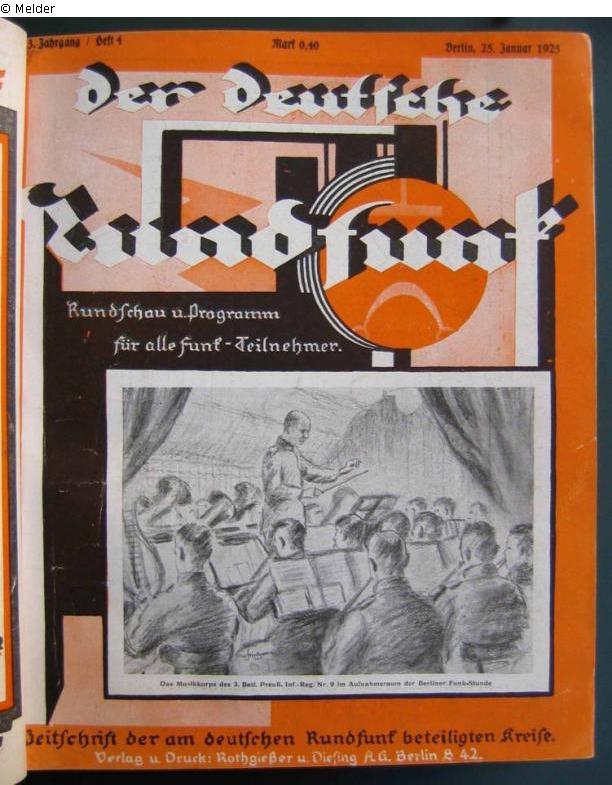 © Melder
3. Jahrgang / Heft 4 Mark 0,40 Berlin, 25. Januar 1925
der deutsche
Rundfunk
Rundschau u. Programm
für alle Funk-Teilnehmer.
Das Musikkorps des 3. Batl. Preuß. Inf.-Reg. Nr. 9 im Aufnahmeraum der Berliner Funk-Stunde
Zeitschrift der am deutschen Rundfunk beteiligten Kreise.
Verlag u. Druck: Rothgießer u. Diesing A.G. Berlin S 42.